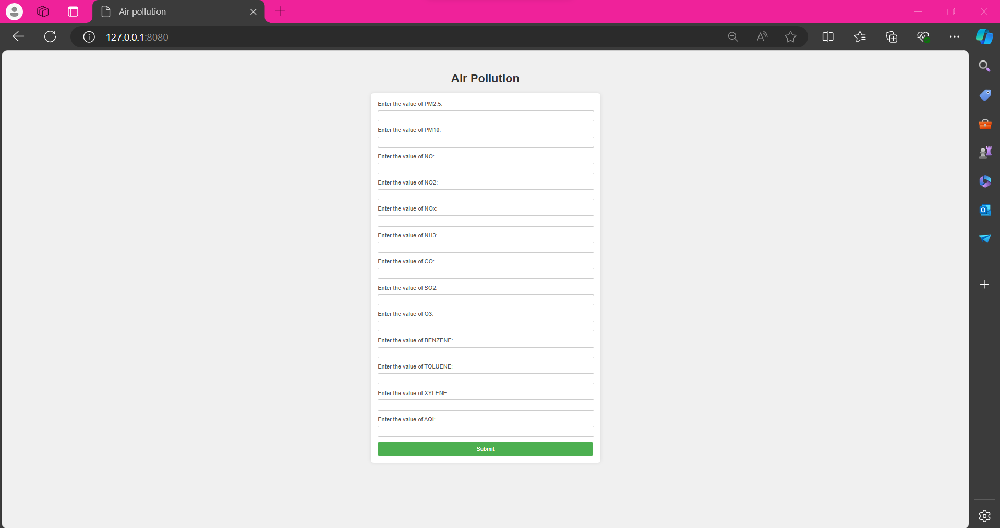 Air pollution
127.0.0.1:8080
Air Pollution
Enter the value of PM2.5:
Enter the value of PM10:
Enter the value of NO:
Enter the value of NO2:
Enter the value of NOx:
Enter the value of NH3:
Enter the value of CO:
Enter the value of SO2:
Enter the value of O3:
Enter the value of BENZENE:
Enter the value of TOLUENE:
Enter the value of XYLENE:
Enter the value of AQI:
Submit